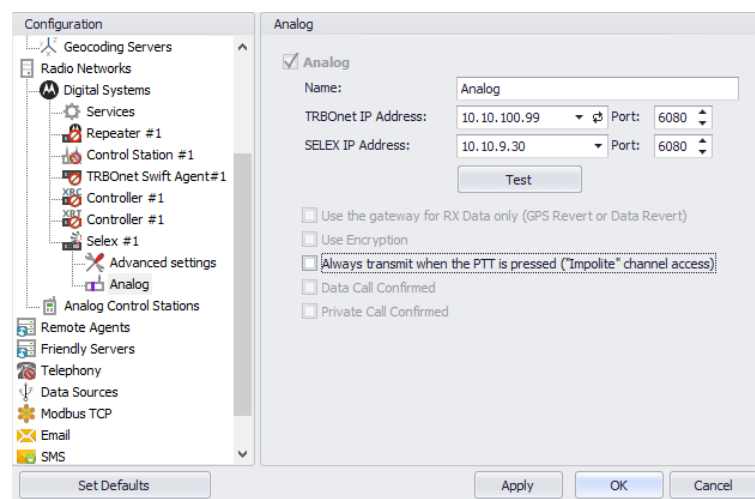 Configuration
Geocoding Servers
Radio Networks
Digital Systems
Services
Repeater #1
Control Station #1
TRBOnet Swift Agent#1
XRC Controller #1
XRT Controller #1
Selex #1
Advanced settings
Analog
Analog Control Stations
Remote Agents
Friendly Servers
Telephony
Data Sources
Modbus TCP
Email
SMS
Set Defaults
Analog
Analog
Name: Analog
TRBOnet IP Address: 10.10.100.99 Port: 6080
SELEX IP Address: 10.10.9.30 Port: 6080
Test
Use the gateway for RX Data only (GPS Revert or Data Revert)
Use Encryption
Always transmit when the PTT is pressed ("Impolite" channel access)
Data Call Confirmed
Private Call Confirmed
Apply OK Cancel